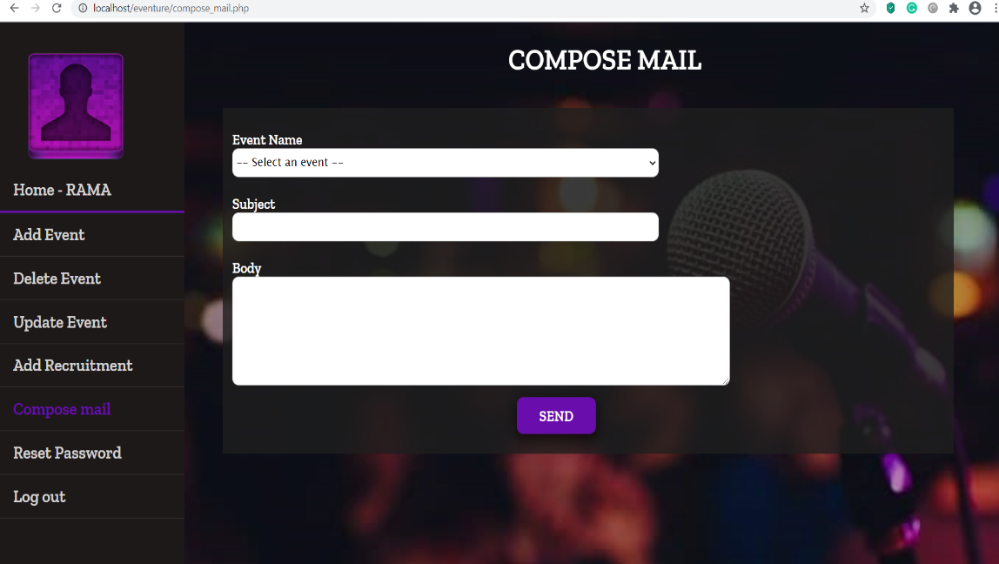 localhost/eventure/compose_mail.php
COMPOSE MAIL
Home - RAMA
Add Event
Delete Event
Update Event
Add Recruitment
Compose mail
Reset Password
Log out
Event Name
-- Select an event --
Subject
Body
SEND